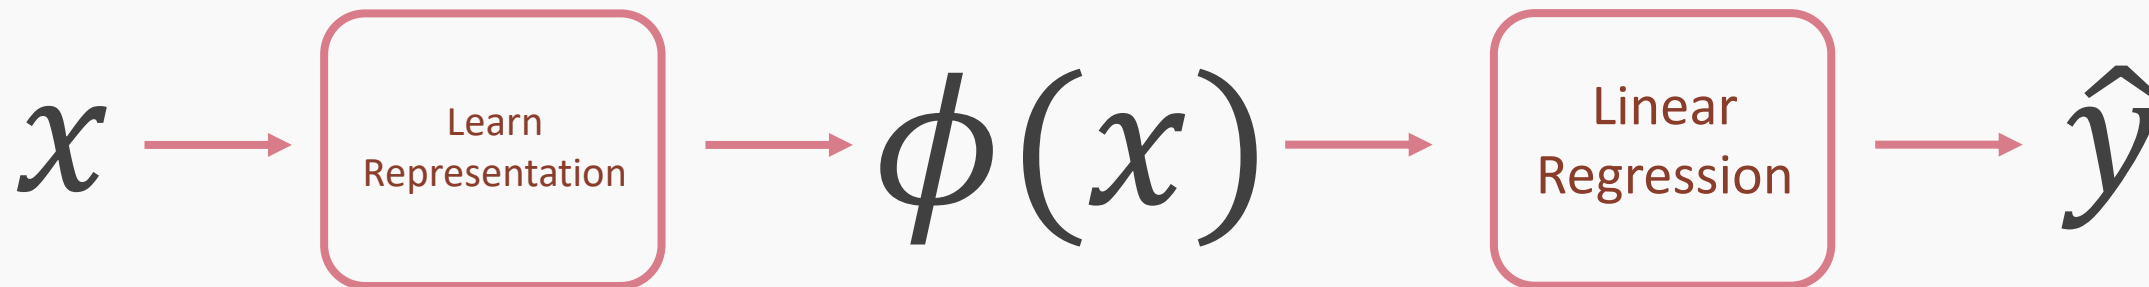 x
Learn
Representation
ϕ(x)
Linear
Regression
ŷ